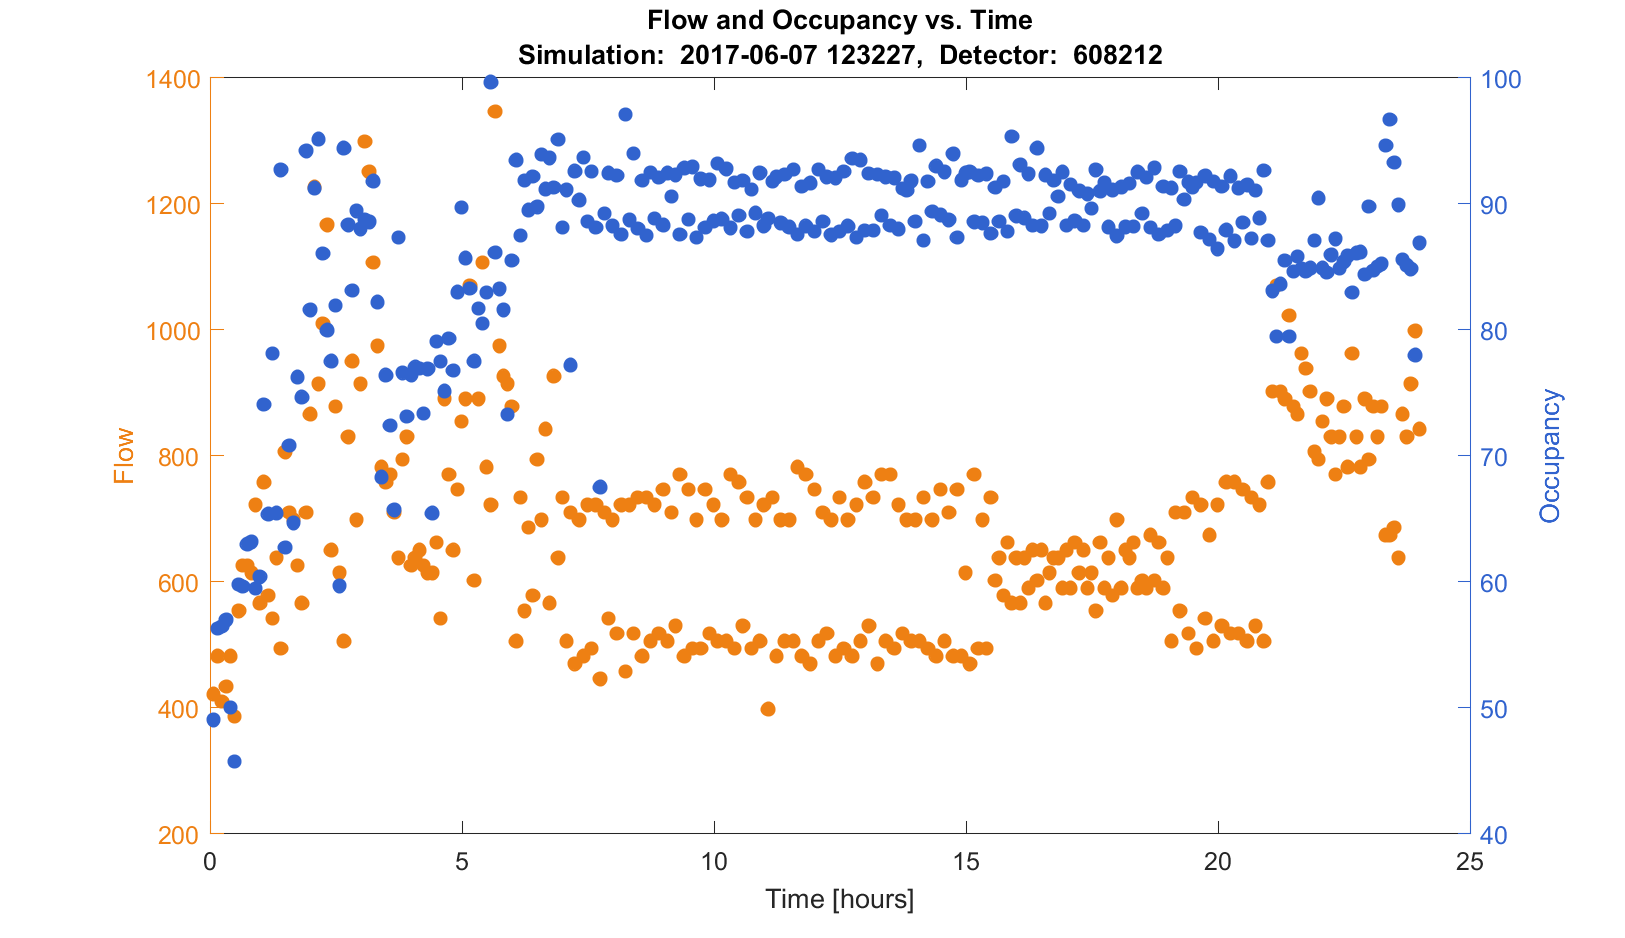 Flow and Occupancy vs. Time
Simulation:  2017-06-07 123227,  Detector:  608212
1400
1200
1000
800
600
400
200
Flow
100
90
80
70
60
50
40
Occupancy
0 5 10 15 20 25
Time [hours]